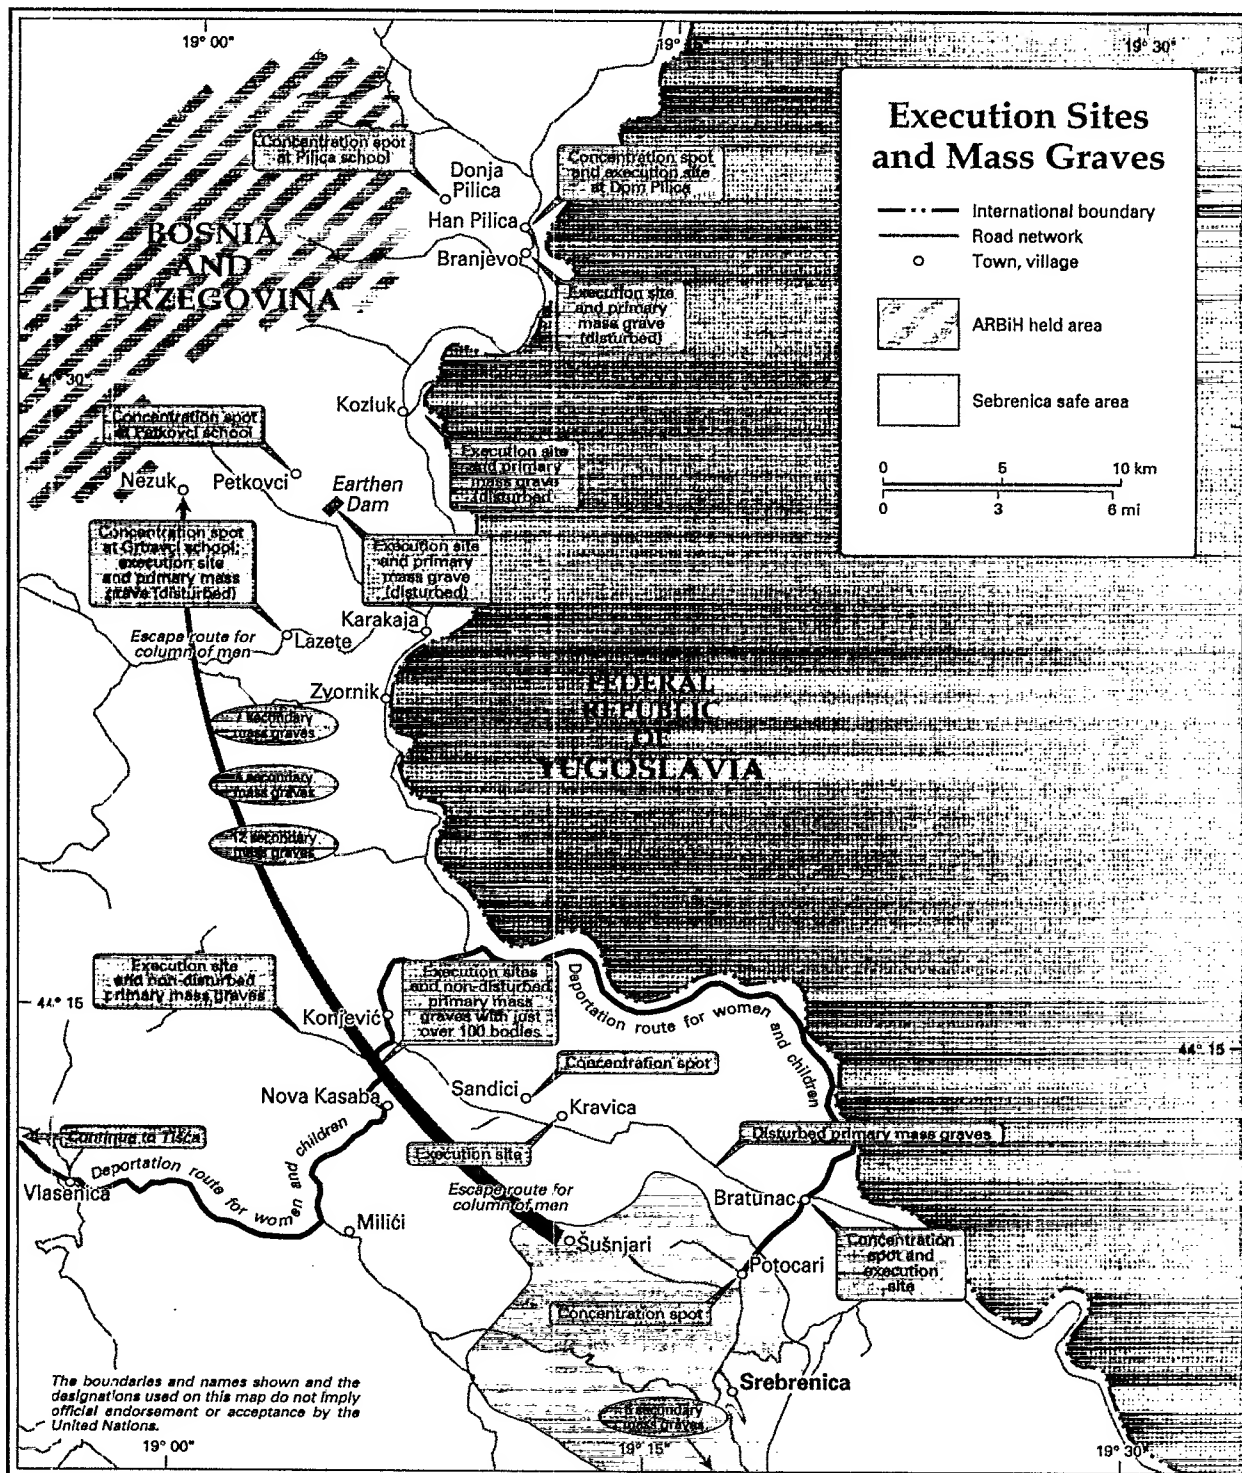 19° 00"
19° 30"
Execution Sites
and Mass Graves
International boundary
Road network
Town, village
ARBiH held area
Sebrenica safe area
0 5 10 km
0 3 6 mi
Concentration spot
at Pilica school
Donja
Pilica
Concentration spot
and execution site
at Dom Pilica
Han Pilica
Branjevo
BOSNIA
AND
HERZEGOVINA
Execution site
and primary
mass grave
(disturbed)
Kozluk
Concentration spot
at Petkovci school
Execution site
and primary
mass grave
(disturbed
Nezuk
Petkovci
Earthen
Dam
Concentration spot
at Grbavci school;
execution site
and primary mass
grave (disturbed)
Execution site
and primary
mass grave
(disturbed)
Karakaja
Escape route for
column of men
Lazete
Zvornik
FEDERAL
REPUBLIC
OF
YUGOSLAVIA
7 secondary
mass graves
secondary
mass graves
12 secondary
mass graves
Execution site
and non-disturbed
primary mass graves
Execution sites
and non-disturbed
primary mass
graves with just
over 100 bodies
Deportation route for women and children
44° 15'
Konjević
44° 15"
Concentration spot
Sandici
Nova Kasaba
Kravica
Continue to Tišca
Execution site
Disturbed primary mass graves
Deportation route for women and children
Vlasenica
Escape route for
column of men
Bratunac
Milići
Šušnjari
Concentration
spot and
execution
site
Potocari
Concentration spot
Srebrenica
secondary
mass graves
The boundaries and names shown and the
designations used on this map do not imply
official endorsement or acceptance by the
United Nations.
19° 00"
19° 15"
19° 30"